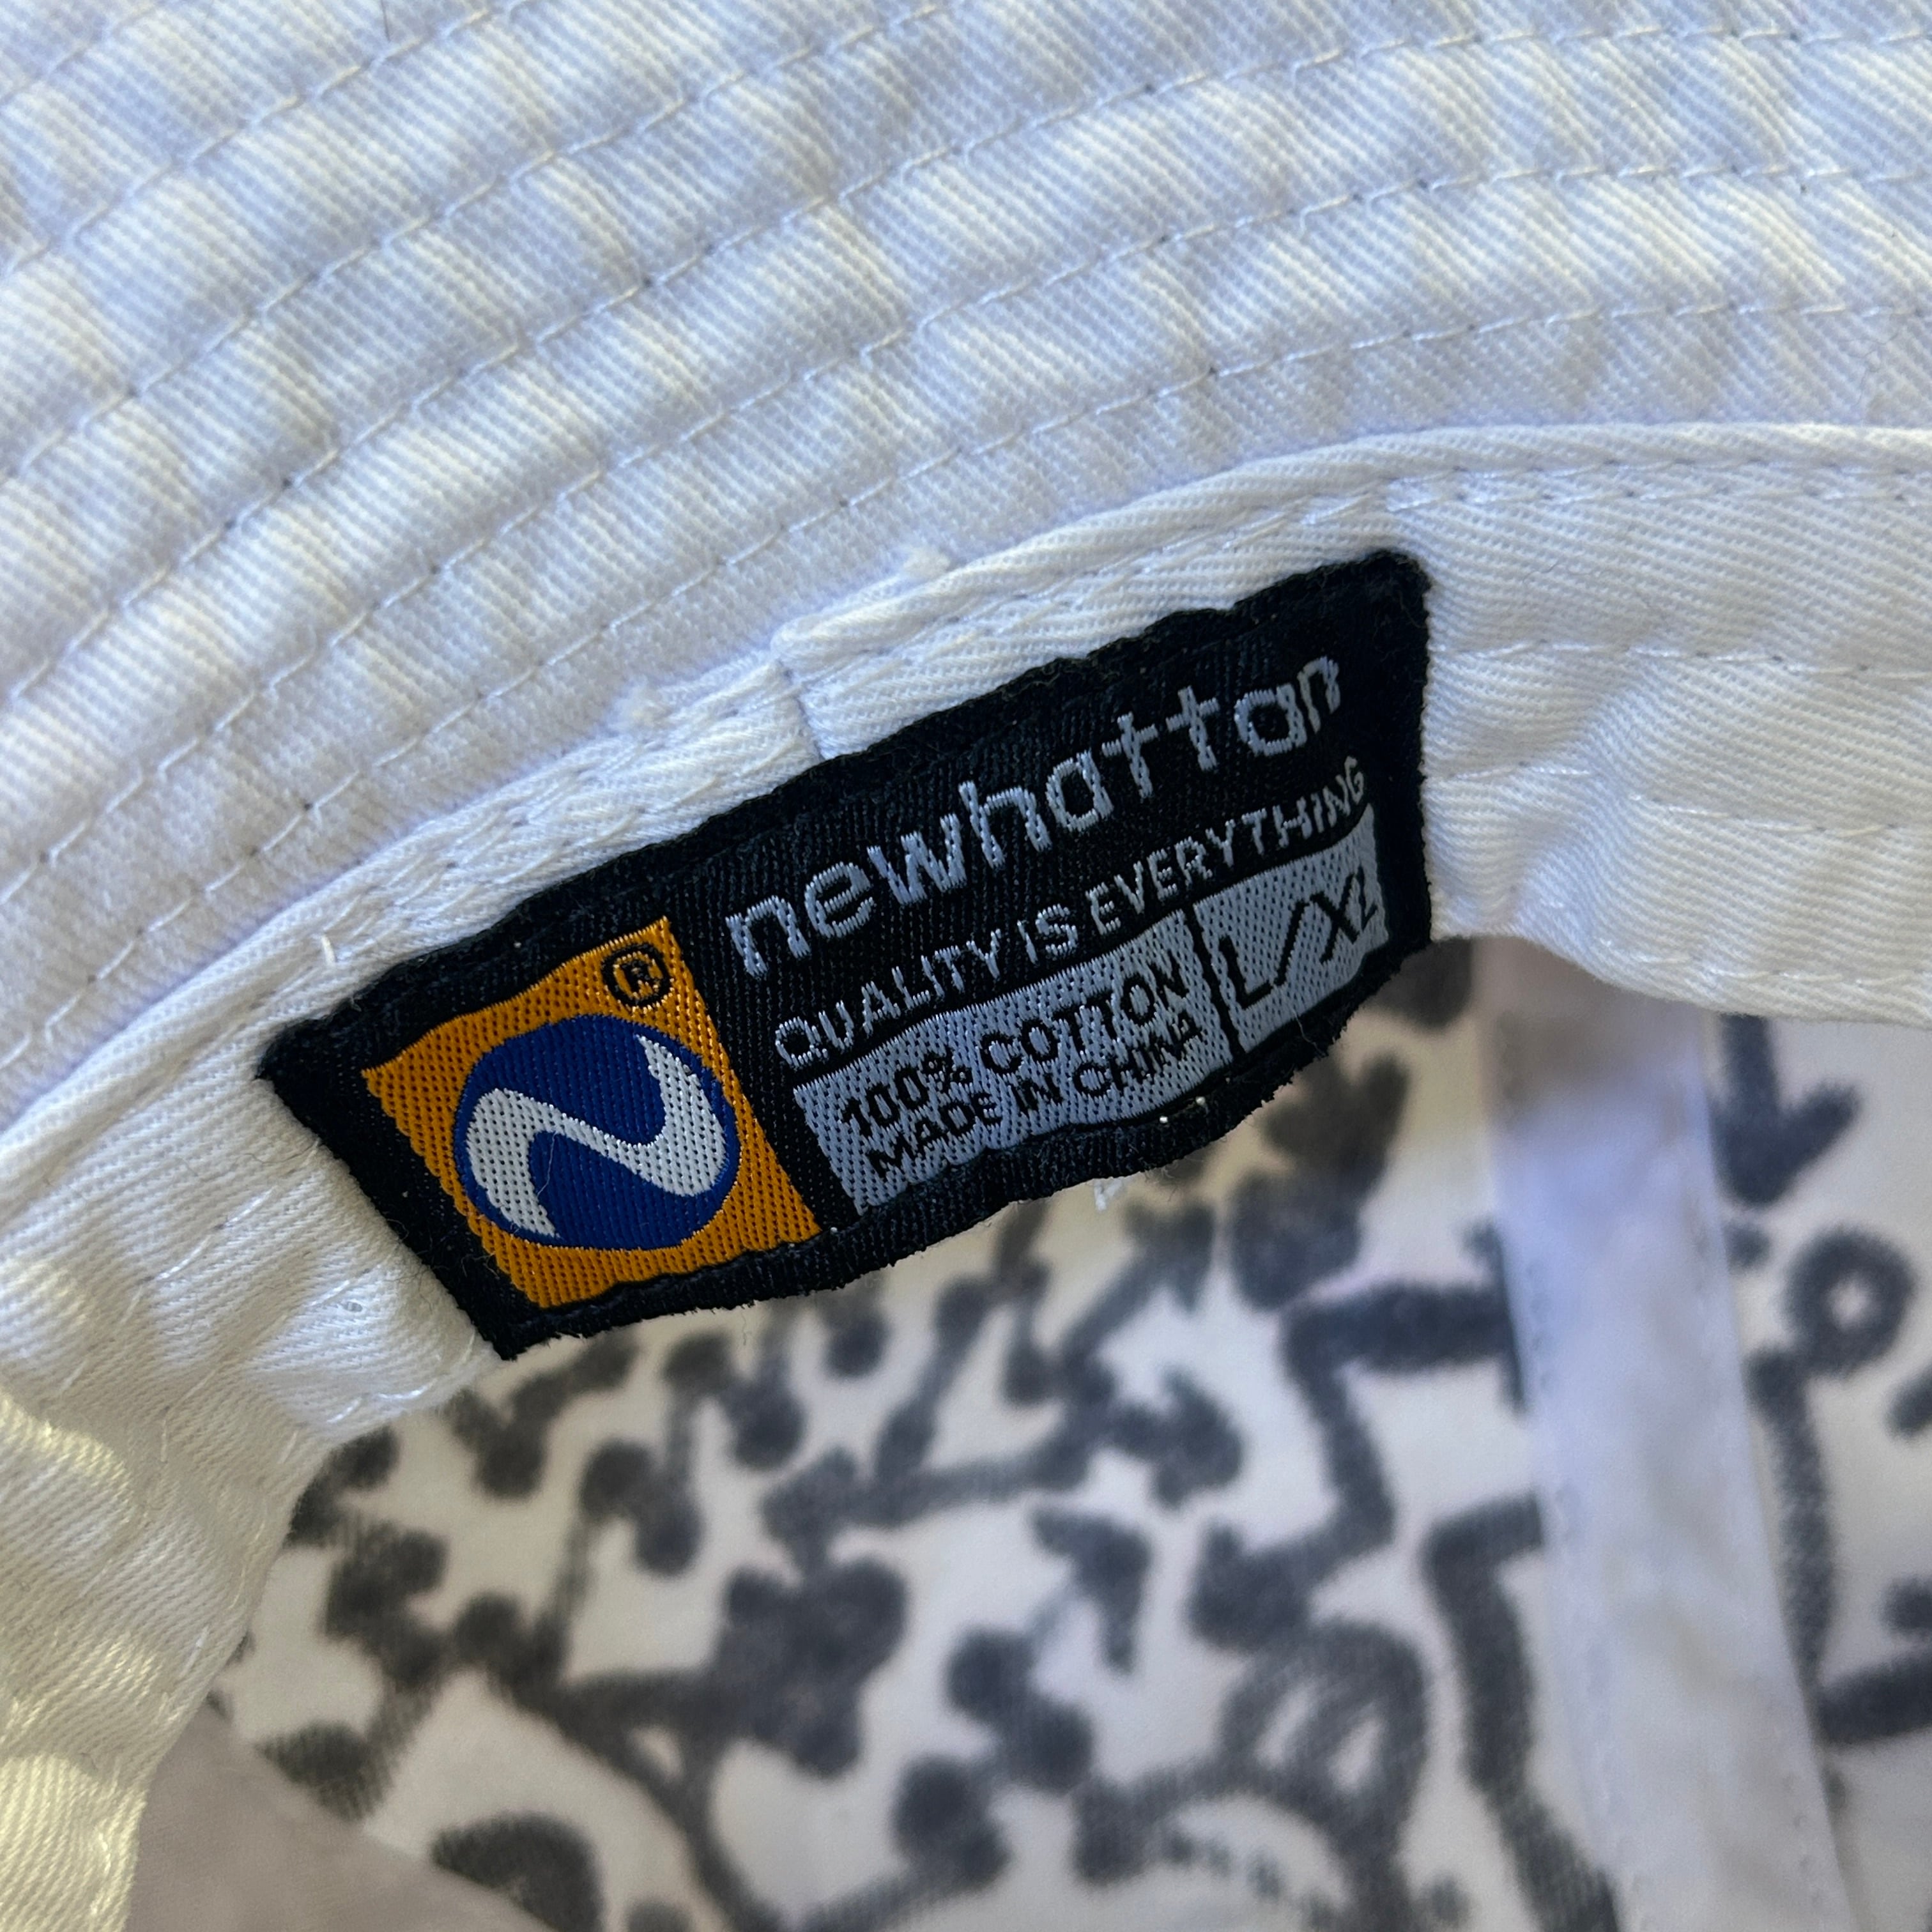 newhattan
QUALITY IS EVERYTHING
100% COTTON
MADE IN CHINA
L/XL
®